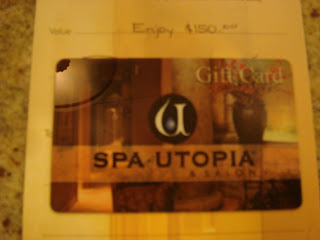 Value Enjoy $150.00
Gift Card
SPA UTOPIA
& SALON